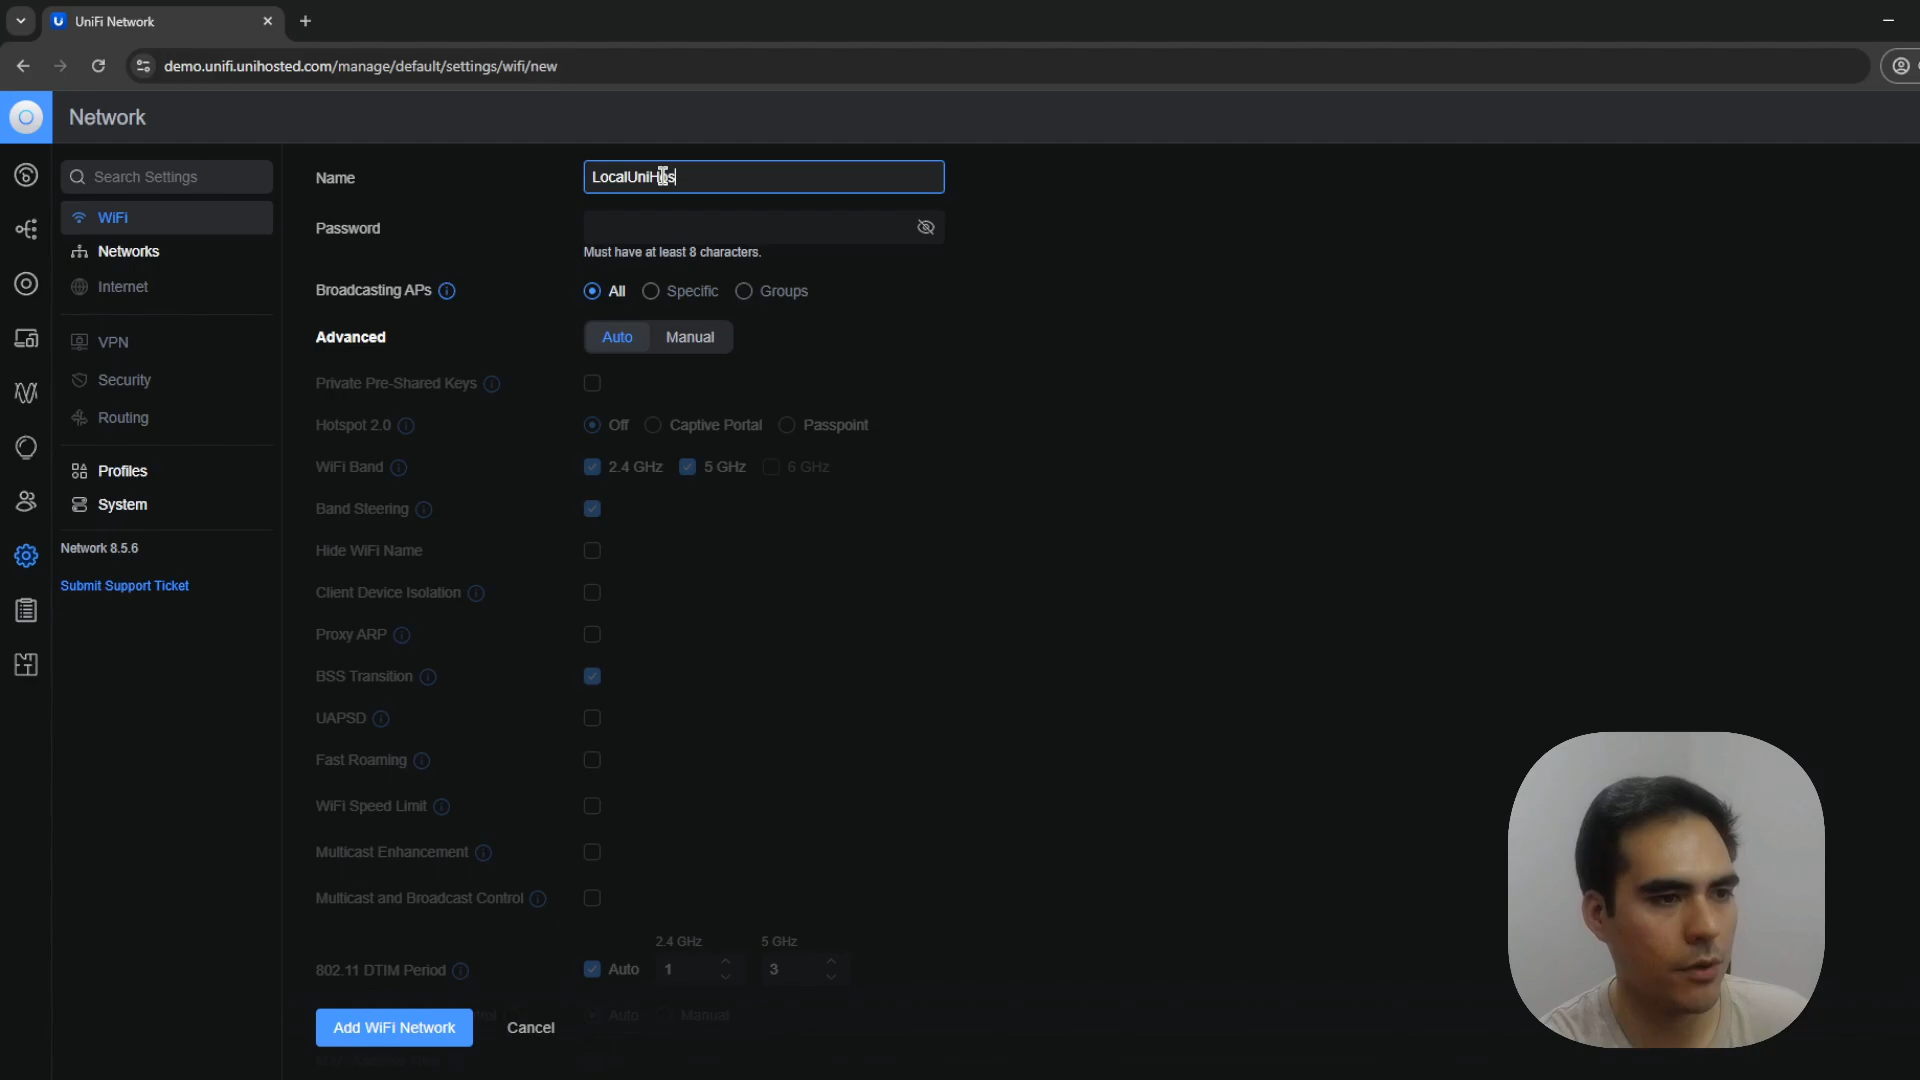 UniFi Network
demo.unifi.unihosted.com/manage/default/settings/wifi/new
Network
Search Settings
WiFi
Networks
Internet
VPN
Security
Routing
Profiles
System
Network 8.5.6
Submit Support Ticket
Name LocalUniHos
Password
Must have at least 8 characters.
Broadcasting APs All Specific Groups
Advanced Auto Manual
Private Pre-Shared Keys
Hotspot 2.0 Off Captive Portal Passpoint
WiFi Band 2.4 GHz 5 GHz 6 GHz
Band Steering
Hide WiFi Name
Client Device Isolation
Proxy ARP
BSS Transition
UAPSD
Fast Roaming
WiFi Speed Limit
Multicast Enhancement
Multicast and Broadcast Control
2.4 GHz 5 GHz
802.11 DTIM Period Auto 1 3
Auto Manual
Add WiFi Network Cancel